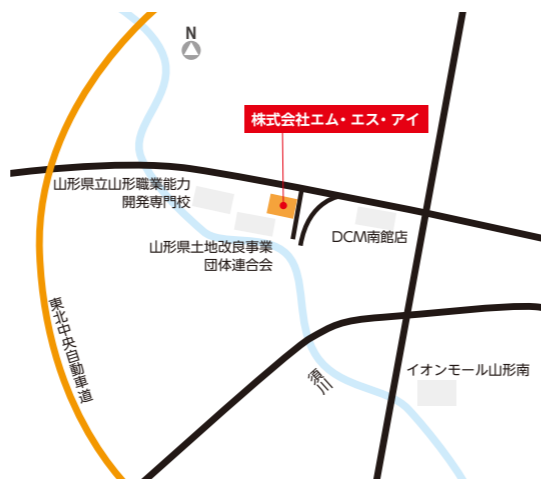 N
株式会社エム・エス・アイ
山形県立山形職業能力
開発専門校
山形県土地改良事業
団体連合会
DCM南館店
東北中央自動車道
須川
イオンモール山形南